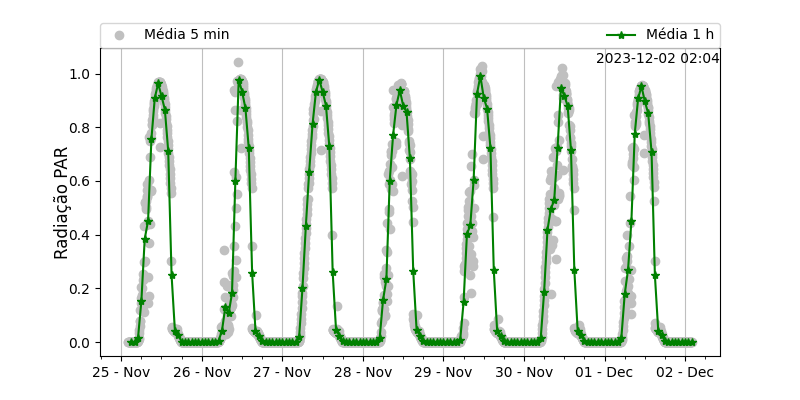 Média 5 min
Média 1 h
2023-12-02 02:04
Radiação PAR
1.0
0.8
0.6
0.4
0.2
0.0
25 - Nov
26 - Nov
27 - Nov
28 - Nov
29 - Nov
30 - Nov
01 - Dec
02 - Dec